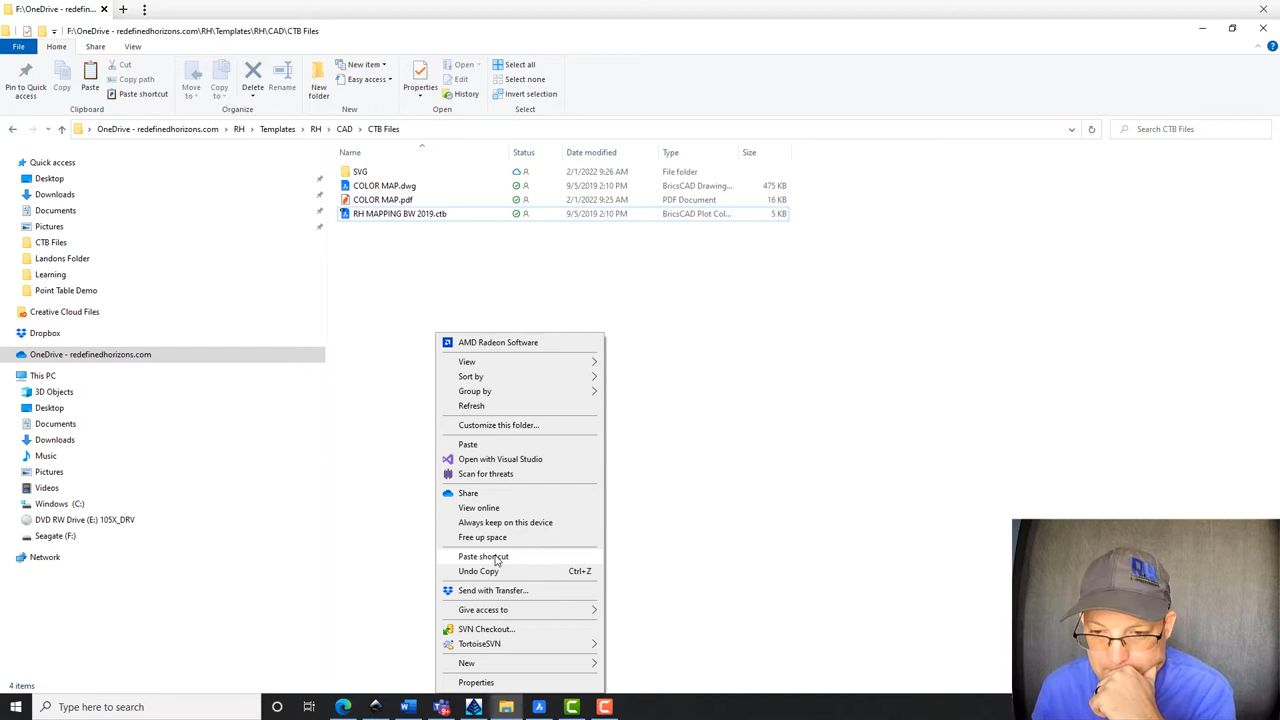 OneDrive - redefin...
F:\OneDrive - redefinedhorizons.com\RH\Templates\RH\CAD\CTB Files
File Home Share View
Pin to Quick access
Copy
Paste
Cut
Copy path
Paste shortcut
Clipboard
Move to
Copy to
Delete
Rename
Organize
New folder
New item
Easy access
New
Properties
Open
Edit
History
Open
Select all
Select none
Invert selection
Select
OneDrive - redefinedhorizons.com > RH > Templates > RH > CAD > CTB Files
Search CTB Files
Name Status Date modified Type Size
SVG 2/1/2022 9:26 AM File folder
COLOR MAP.dwg 9/5/2019 2:10 PM BricsCAD Drawing... 475 KB
COLOR MAP.pdf 2/1/2022 9:25 AM PDF Document 16 KB
RH MAPPING BW 2019.ctb 9/5/2019 2:10 PM BricsCAD Plot Col... 5 KB
Quick access
Desktop
Downloads
Documents
Pictures
CTB Files
Landons Folder
Learning
Point Table Demo
Creative Cloud Files
Dropbox
OneDrive - redefinedhorizons.com
This PC
3D Objects
Desktop
Documents
Downloads
Music
Pictures
Videos
Windows (C:)
DVD RW Drive (E:) 105X_DRV
Seagate (F:)
Network
AMD Radeon Software
View
Sort by
Group by
Refresh
Customize this folder...
Paste
Open with Visual Studio
Scan for threats
Share
View online
Always keep on this device
Free up space
Paste shortcut
Undo Copy Ctrl+Z
Send with Transfer...
Give access to
SVN Checkout...
TortoiseSVN
New
Properties
4 items
Type here to search